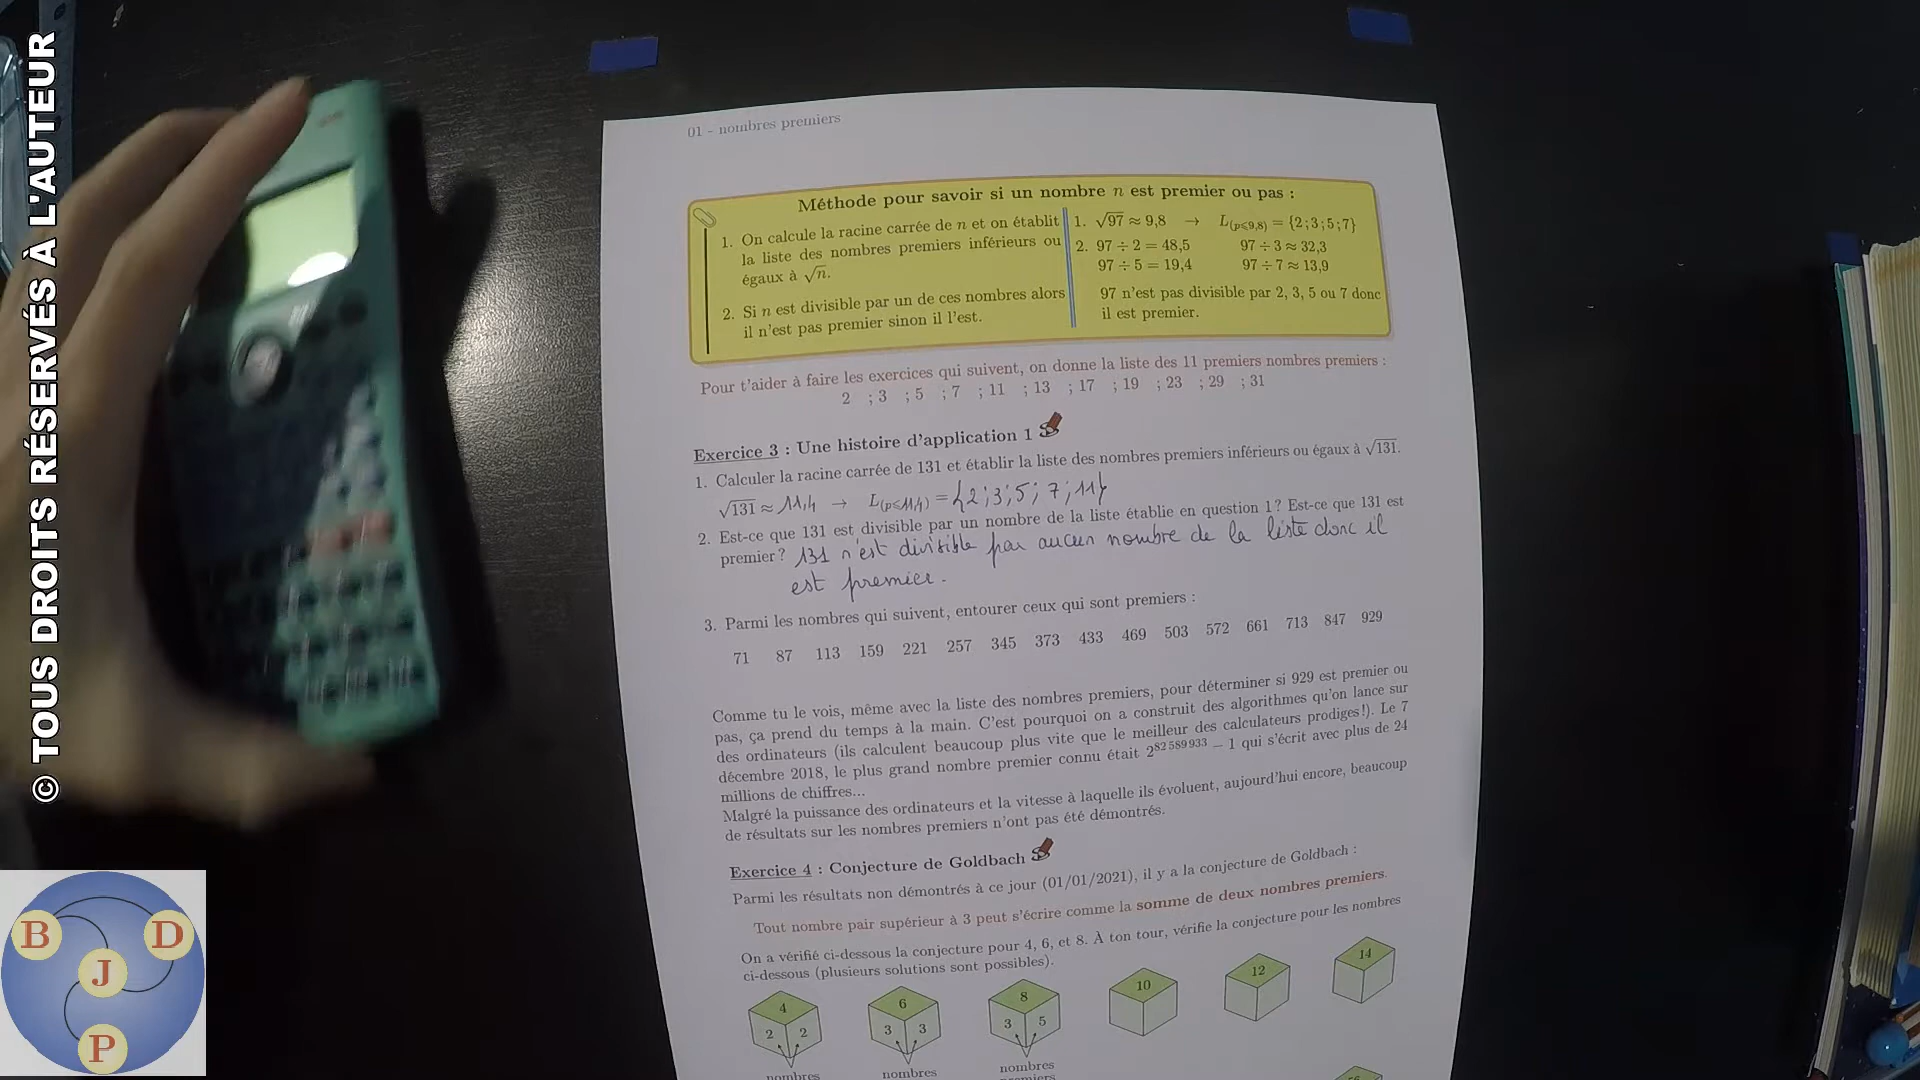 © TOUS DROITS RÉSERVÉS À L'AUTEUR
01 - nombres premiers
Méthode pour savoir si un nombre n est premier ou pas :
1. On calcule la racine carrée de n et on établit
la liste des nombres premiers inférieurs ou
égaux à √n.
2. Si n est divisible par un de ces nombres alors
il n'est pas premier sinon il l'est.
1. √97 ≈ 9,8 → L(p⩽9,8) = {2 ; 3 ; 5 ; 7}
2. 97 ÷ 2 = 48,5 97 ÷ 3 ≈ 32,3
97 ÷ 5 = 19,4 97 ÷ 7 ≈ 13,9
97 n'est pas divisible par 2, 3, 5 ou 7 donc
il est premier.
Pour t'aider à faire les exercices qui suivent, on donne la liste des 11 premiers nombres premiers :
2 ; 3 ; 5 ; 7 ; 11 ; 13 ; 17 ; 19 ; 23 ; 29 ; 31
Exercice 3 : Une histoire d'application 1
1. Calculer la racine carrée de 131 et établir la liste des nombres premiers inférieurs ou égaux à √131.
√131 ≈ 11,4 → L(p⩽11,4) = {2 ; 3 ; 5 ; 7 ; 11}
2. Est-ce que 131 est divisible par un nombre de la liste établie en question 1 ? Est-ce que 131 est
premier ? 131 n'est divisible par aucun nombre de la liste donc il
est premier.
3. Parmi les nombres qui suivent, entourer ceux qui sont premiers :
71 87 113 159 221 257 345 373 433 469 503 572 661 713 847 929
Comme tu le vois, même avec la liste des nombres premiers, pour déterminer si 929 est premier ou
pas, ça prend du temps à la main. C'est pourquoi on a construit des algorithmes qu'on lance sur
des ordinateurs (ils calculent beaucoup plus vite que le meilleur des calculateurs prodiges!). Le 7
décembre 2018, le plus grand nombre premier connu était 2^82 589 933 − 1 qui s'écrit avec plus de 24
millions de chiffres...
Malgré la puissance des ordinateurs et la vitesse à laquelle ils évoluent, aujourd'hui encore, beaucoup
de résultats sur les nombres premiers n'ont pas été démontrés.
Exercice 4 : Conjecture de Goldbach
Parmi les résultats non démontrés à ce jour (01/01/2021), il y a la conjecture de Goldbach :
Tout nombre pair supérieur à 3 peut s'écrire comme la somme de deux nombres premiers.
On a vérifié ci-dessous la conjecture pour 4, 6, et 8. À ton tour, vérifie la conjecture pour les nombres
ci-dessous (plusieurs solutions sont possibles).
4 6 8 10 12 14
2 2 3 3 3 5
nombres nombres nombres
B D
J
P